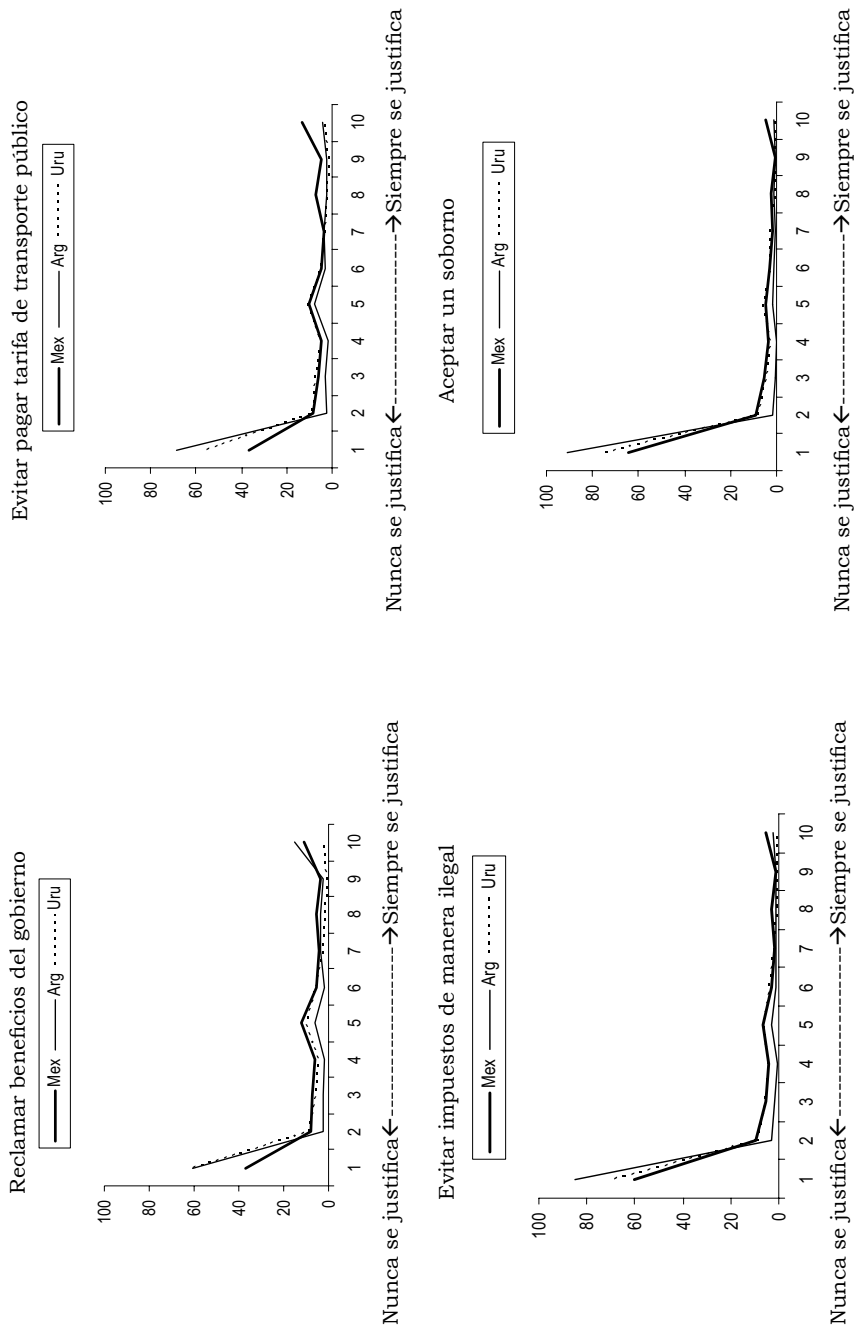 Reclamar beneficios del gobierno
Mex Arg Uru
100
80
60
40
20
0
1 2 3 4 5 6 7 8 9 10
Nunca se justifica←--------------------→Siempre se justifica
Evitar pagar tarifa de transporte público
Mex Arg Uru
100
80
60
40
20
0
1 2 3 4 5 6 7 8 9 10
Nunca se justifica←--------------------→Siempre se justifica
Evitar impuestos de manera ilegal
Mex Arg Uru
100
80
60
40
20
0
1 2 3 4 5 6 7 8 9 10
Nunca se justifica←--------------------→Siempre se justifica
Aceptar un soborno
Mex Arg Uru
100
80
60
40
20
0
1 2 3 4 5 6 7 8 9 10
Nunca se justifica←--------------------→Siempre se justifica